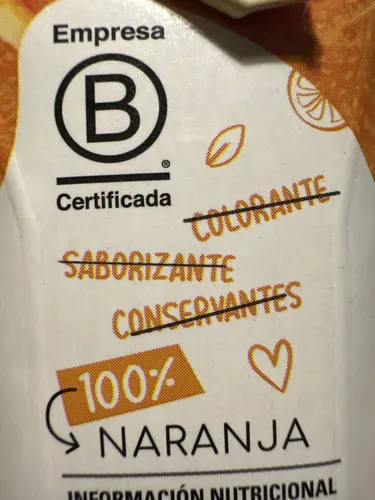 Empresa
B
®
Certificada
COLORANTE
SABORIZANTE
CONSERVANTES
100%
NARANJA
INFORMACIÓN NUTRICIONAL